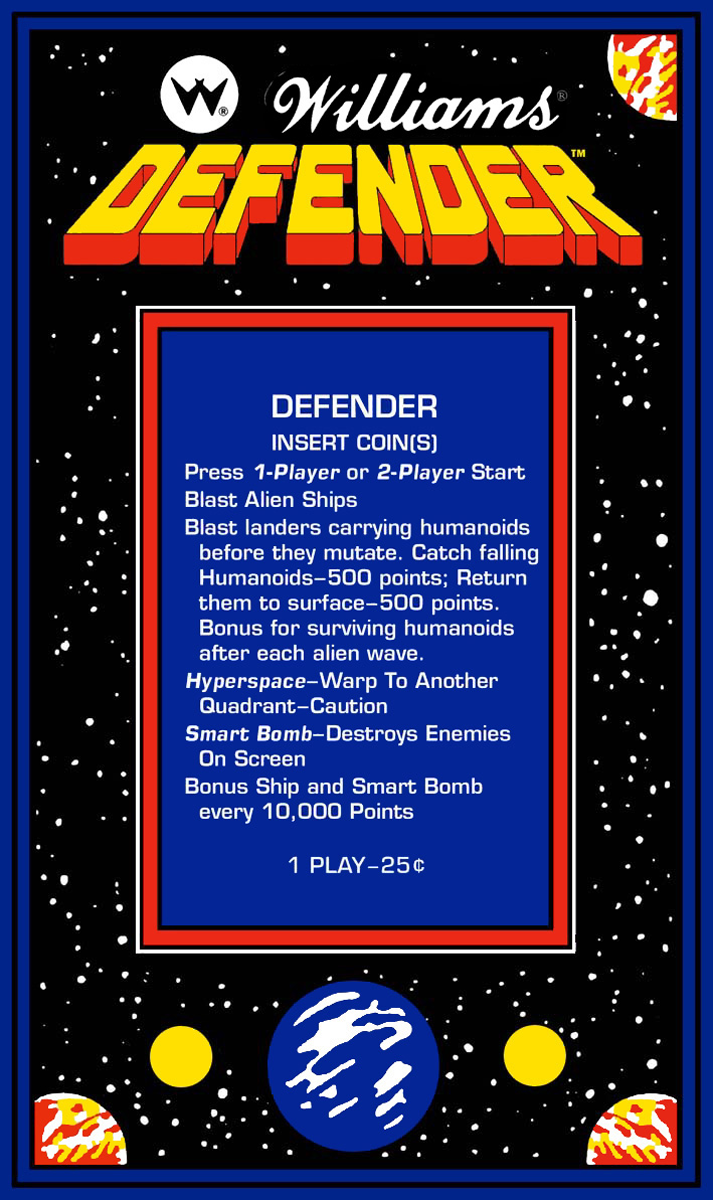 W®
Williams®
DEFENDER™
DEFENDER
INSERT COIN(S)
Press 1-Player or 2-Player Start
Blast Alien Ships
Blast landers carrying humanoids
before they mutate. Catch falling
Humanoids–500 points; Return
them to surface–500 points.
Bonus for surviving humanoids
after each alien wave.
Hyperspace–Warp To Another
Quadrant–Caution
Smart Bomb–Destroys Enemies
On Screen
Bonus Ship and Smart Bomb
every 10,000 Points
1 PLAY–25¢